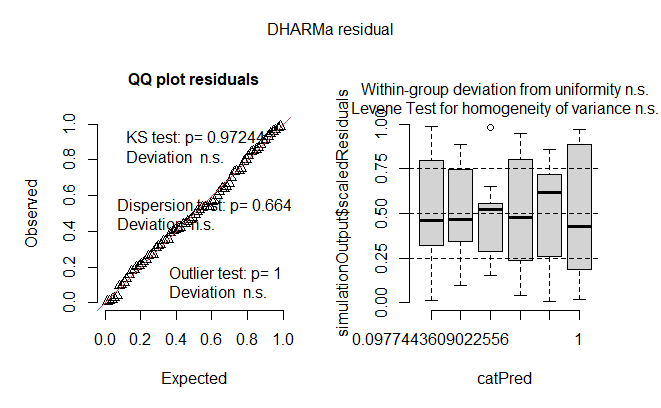 DHARMa residual
QQ plot residuals
KS test: p= 0.97244
Deviation n.s.
Dispersion test: p= 0.664
Deviation n.s.
Outlier test: p= 1
Deviation n.s.
Observed
0.0 0.2 0.4 0.6 0.8 1.0
0.0 0.2 0.4 0.6 0.8 1.0
Expected
Within-group deviation from uniformity n.s.
Levene Test for homogeneity of variance n.s.
simulationOutput$scaledResiduals
0.00 0.25 0.50 0.75 1.00
0.0977443609022556 1
catPred